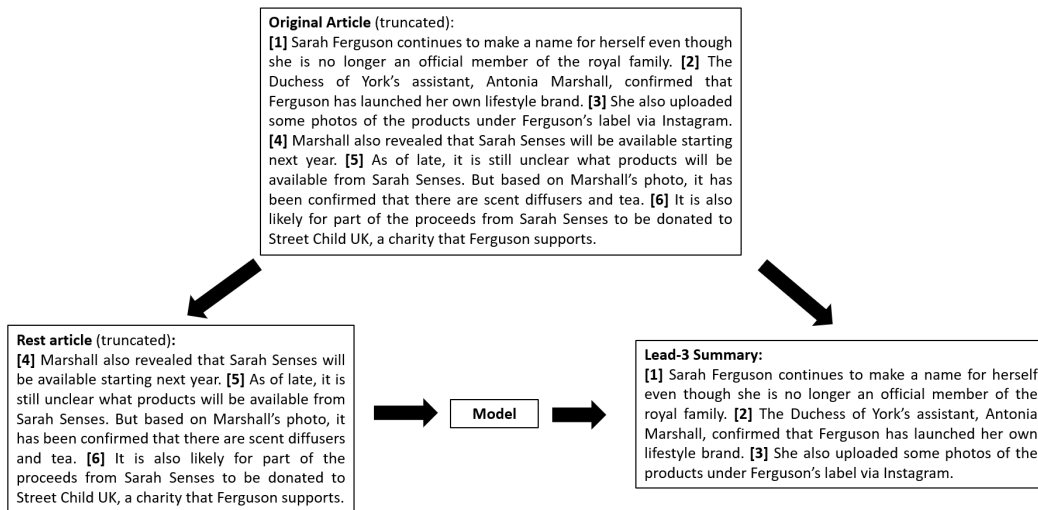 Original Article (truncated):
[1] Sarah Ferguson continues to make a name for herself even though
she is no longer an official member of the royal family. [2] The
Duchess of York's assistant, Antonia Marshall, confirmed that
Ferguson has launched her own lifestyle brand. [3] She also uploaded
some photos of the products under Ferguson's label via Instagram.
[4] Marshall also revealed that Sarah Senses will be available starting
next year. [5] As of late, it is still unclear what products will be
available from Sarah Senses. But based on Marshall's photo, it has
been confirmed that there are scent diffusers and tea. [6] It is also
likely for part of the proceeds from Sarah Senses to be donated to
Street Child UK, a charity that Ferguson supports.
Rest article (truncated):
[4] Marshall also revealed that Sarah Senses will
be available starting next year. [5] As of late, it is
still unclear what products will be available from
Sarah Senses. But based on Marshall's photo, it
has been confirmed that there are scent diffusers
and tea. [6] It is also likely for part of the
proceeds from Sarah Senses to be donated to
Street Child UK, a charity that Ferguson supports.
Model
Lead-3 Summary:
[1] Sarah Ferguson continues to make a name for herself
even though she is no longer an official member of the
royal family. [2] The Duchess of York's assistant, Antonia
Marshall, confirmed that Ferguson has launched her own
lifestyle brand. [3] She also uploaded some photos of the
products under Ferguson's label via Instagram.